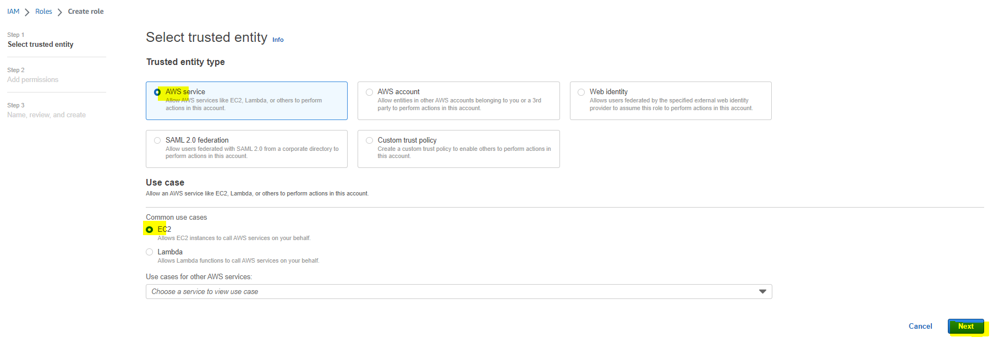 IAM > Roles > Create role
Step 1
Select trusted entity
Step 2
Add permissions
Step 3
Name, review, and create
Select trusted entity Info
Trusted entity type
AWS service
Allow AWS services like EC2, Lambda, or others to perform
actions in this account.
AWS account
Allow entities in other AWS accounts belonging to you or a 3rd
party to perform actions in this account.
Web identity
Allows users federated by the specified external web identity
provider to assume this role to perform actions in this account.
SAML 2.0 federation
Allow users federated with SAML 2.0 from a corporate directory to
perform actions in this account.
Custom trust policy
Create a custom trust policy to enable others to perform actions in
this account.
Use case
Allow an AWS service like EC2, Lambda, or others to perform actions in this account.
Common use cases
EC2
Allows EC2 instances to call AWS services on your behalf.
Lambda
Allows Lambda functions to call AWS services on your behalf.
Use cases for other AWS services:
Choose a service to view use case
Cancel
Next